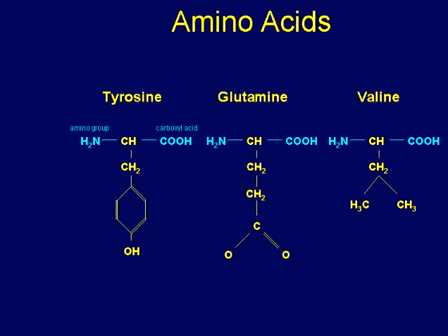 Amino Acids
Tyrosine Glutamine Valine
amino group carboxyl acid
H₂N CH COOH H₂N CH COOH H₂N CH COOH
CH₂ CH₂ CH₂
CH₂
H₃C CH₃
C
OH O O